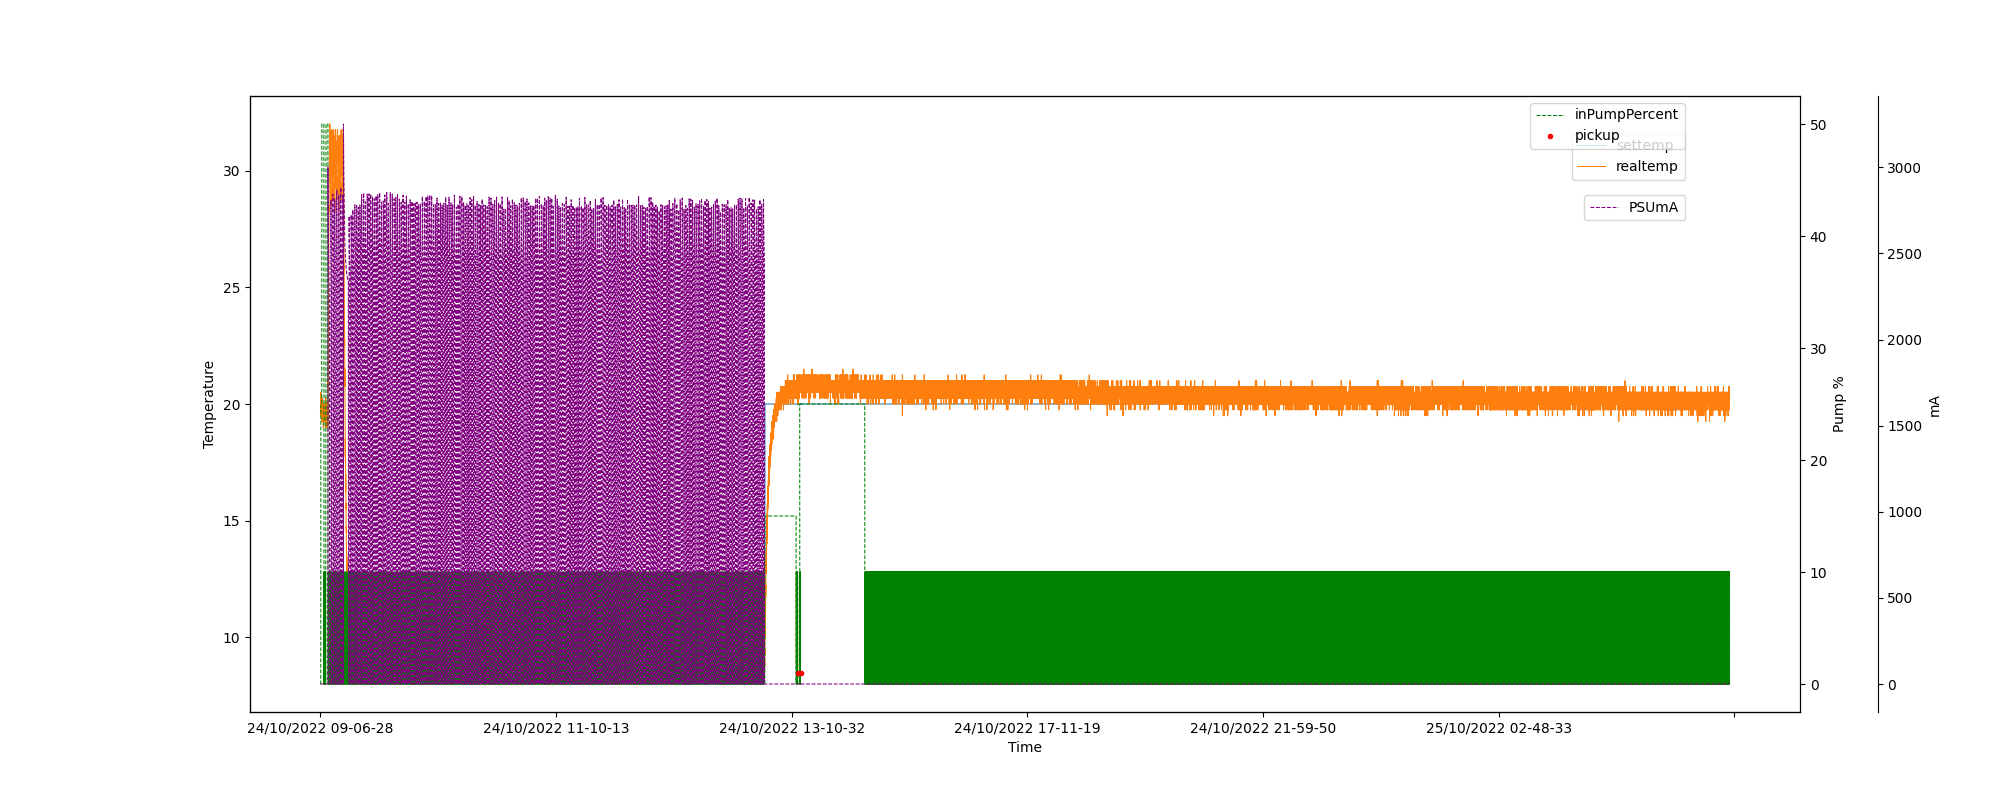 inPumpPercent
pickup
settemp
realtemp
PSUmA
Temperature
30
25
20
15
10
50
40
30
20
10
0
Pump %
3000
2500
2000
1500
1000
500
0
mA
24/10/2022 09-06-28
24/10/2022 11-10-13
24/10/2022 13-10-32
24/10/2022 17-11-19
24/10/2022 21-59-50
25/10/2022 02-48-33
Time